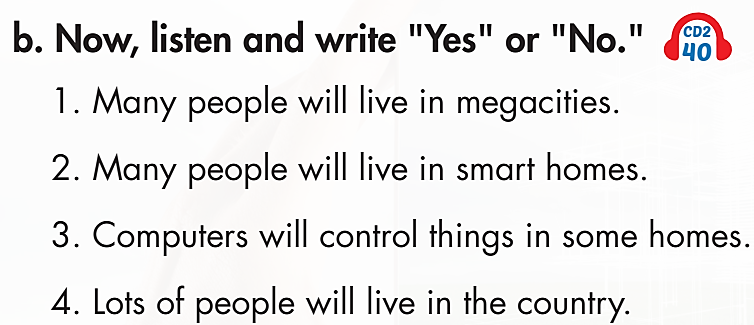 b. Now, listen and write "Yes" or "No." CD2 40
1. Many people will live in megacities.
2. Many people will live in smart homes.
3. Computers will control things in some homes.
4. Lots of people will live in the country.